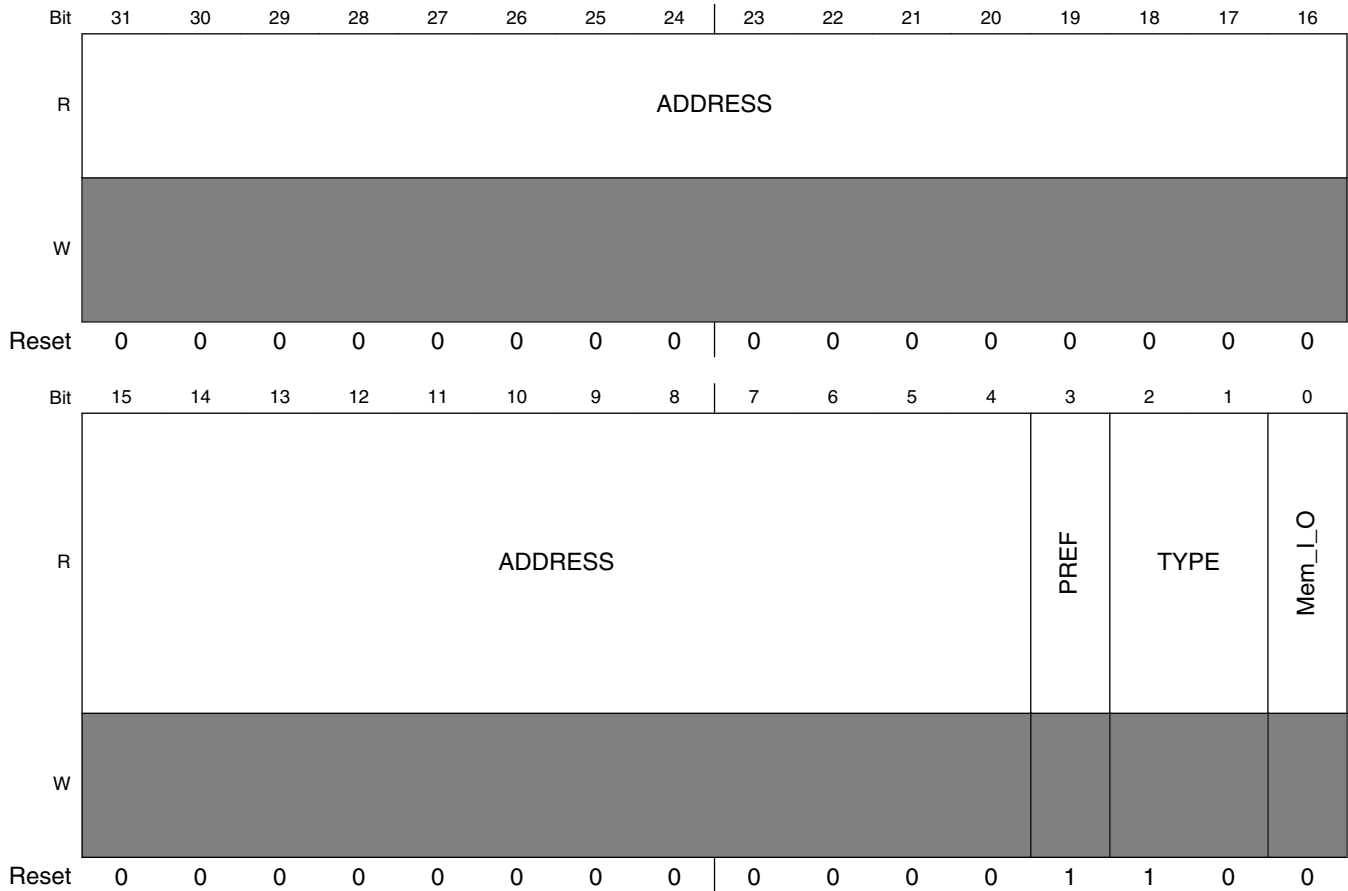 Bit 31 30 29 28 27 26 25 24 23 22 21 20 19 18 17 16
R ADDRESS
W
Reset 0 0 0 0 0 0 0 0 0 0 0 0 0 0 0 0
Bit 15 14 13 12 11 10 9 8 7 6 5 4 3 2 1 0
R ADDRESS PREF TYPE Mem_I_O
W
Reset 0 0 0 0 0 0 0 0 0 0 0 0 1 1 0 0